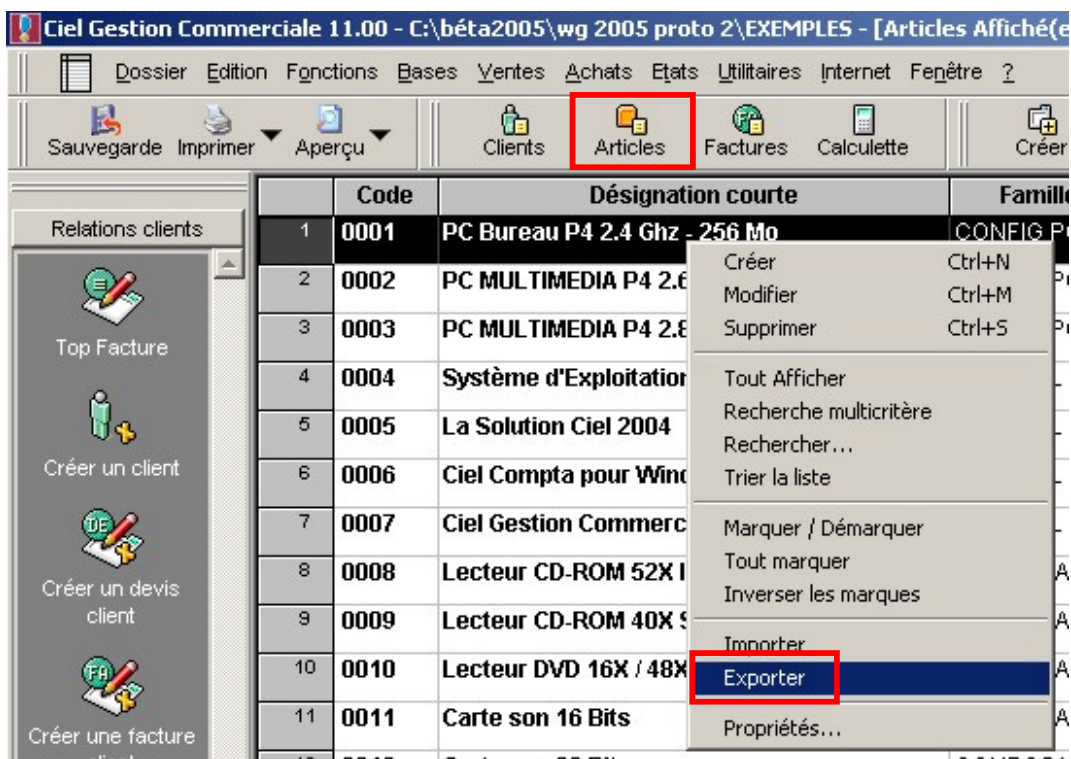 Ciel Gestion Commerciale 11.00 - C:\béta2005\wg 2005 proto 2\EXEMPLES - [Articles Affiché(e
Dossier Edition Fonctions Bases Ventes Achats Etats Utilitaires Internet Fenêtre ?
Sauvegarde Imprimer Aperçu Clients Articles Factures Calculette Créer
Relations clients
Top Facture
Créer un client
Créer un devis
client
Créer une facture
Code Désignation courte Famille
1 0001 PC Bureau P4 2.4 Ghz - 256 Mo CONFIG P
2 0002 PC MULTIMEDIA P4 2.6
3 0003 PC MULTIMEDIA P4 2.8
4 0004 Système d'Exploitation
5 0005 La Solution Ciel 2004
6 0006 Ciel Compta pour Wind
7 0007 Ciel Gestion Commerc
8 0008 Lecteur CD-ROM 52X I
9 0009 Lecteur CD-ROM 40X S
10 0010 Lecteur DVD 16X / 48X
11 0011 Carte son 16 Bits
Créer Ctrl+N
Modifier Ctrl+M
Supprimer Ctrl+S
Tout Afficher
Recherche multicritère
Rechercher...
Trier la liste
Marquer / Démarquer
Tout marquer
Inverser les marques
Importer
Exporter
Propriétés...